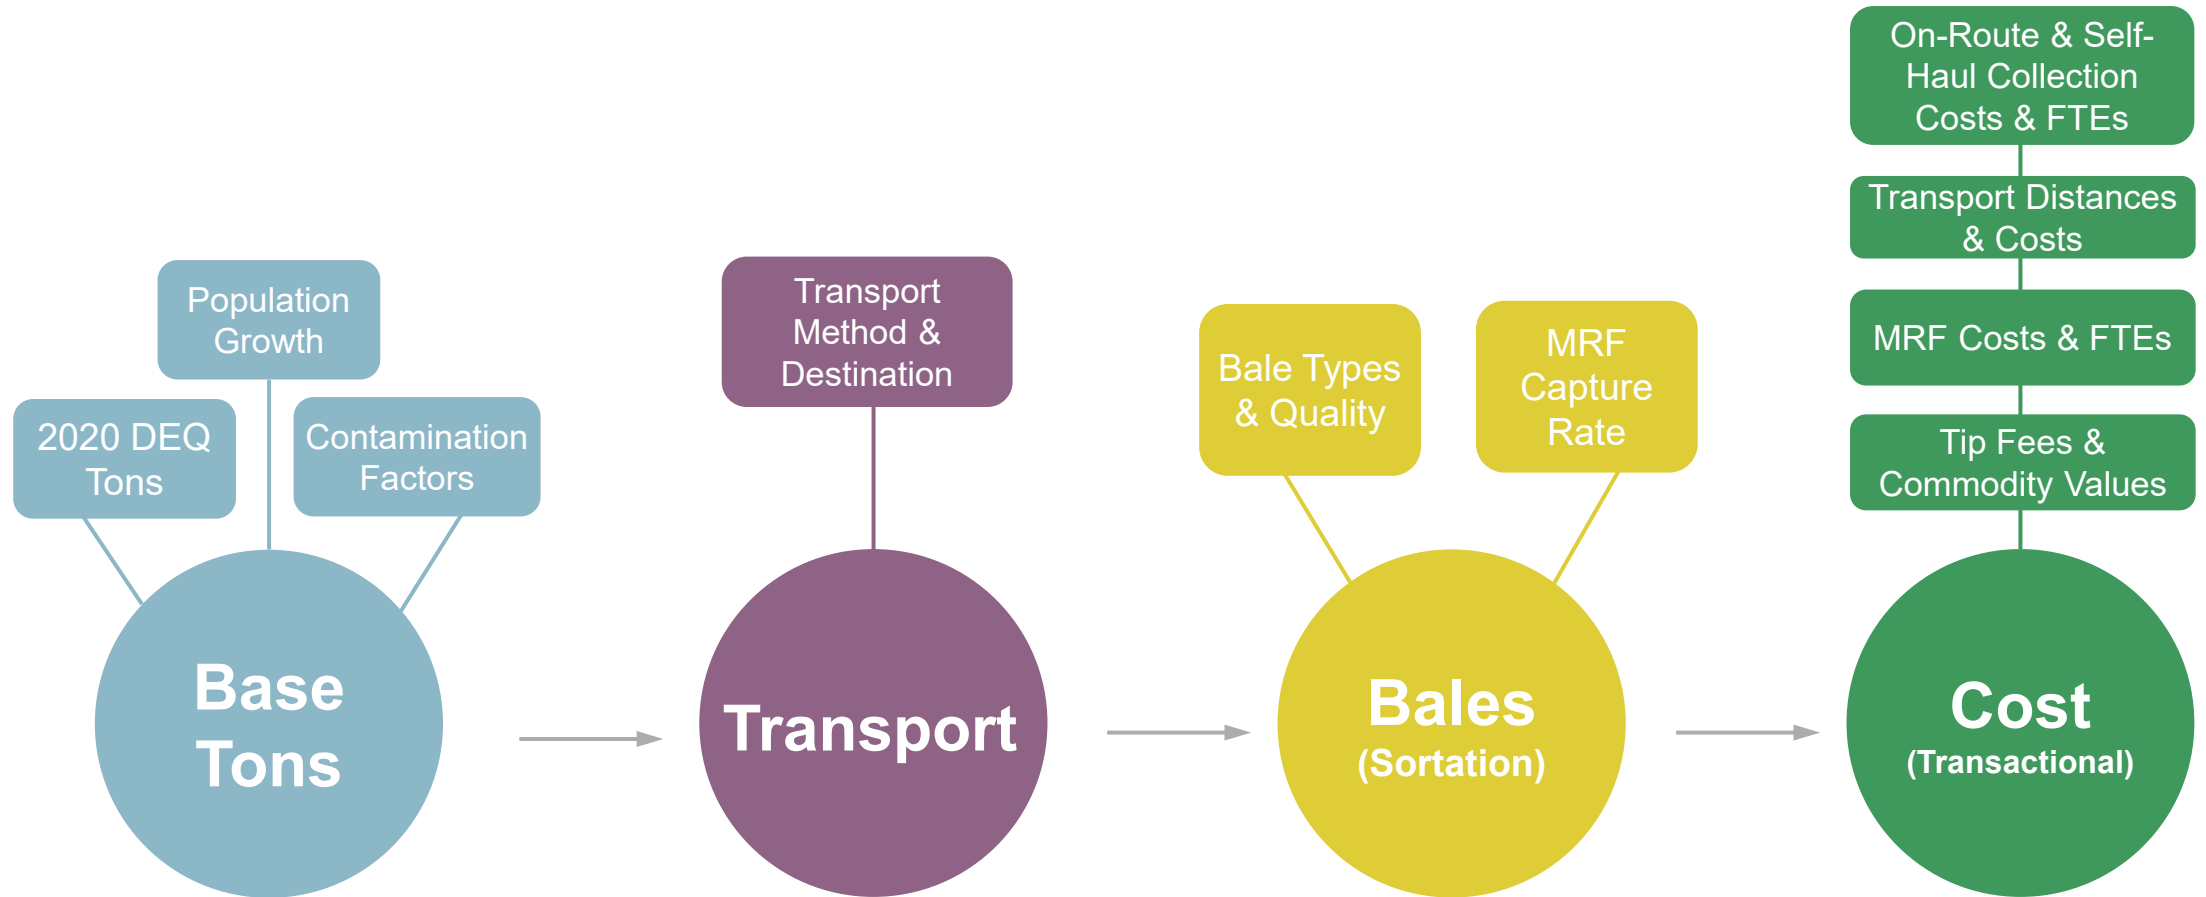 Population
Growth
2020 DEQ
Tons
Contamination
Factors
Base
Tons
Transport
Method &
Destination
Transport
Bale Types
& Quality
MRF
Capture
Rate
Bales
(Sortation)
On-Route & Self-
Haul Collection
Costs & FTEs
Transport Distances
& Costs
MRF Costs & FTEs
Tip Fees &
Commodity Values
Cost
(Transactional)